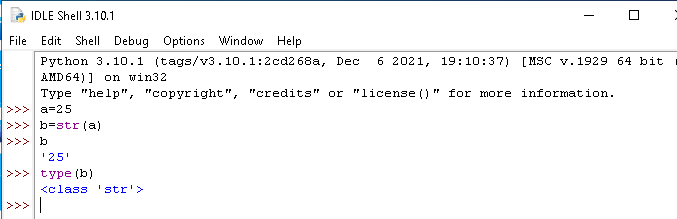 IDLE Shell 3.10.1
File Edit Shell Debug Options Window Help
Python 3.10.1 (tags/v3.10.1:2cd268a, Dec  6 2021, 19:10:37) [MSC v.1929 64 bit
AMD64)] on win32
Type "help", "copyright", "credits" or "license()" for more information.
>>> a=25
>>> b=str(a)
>>> b
'25'
>>> type(b)
<class 'str'>
>>>